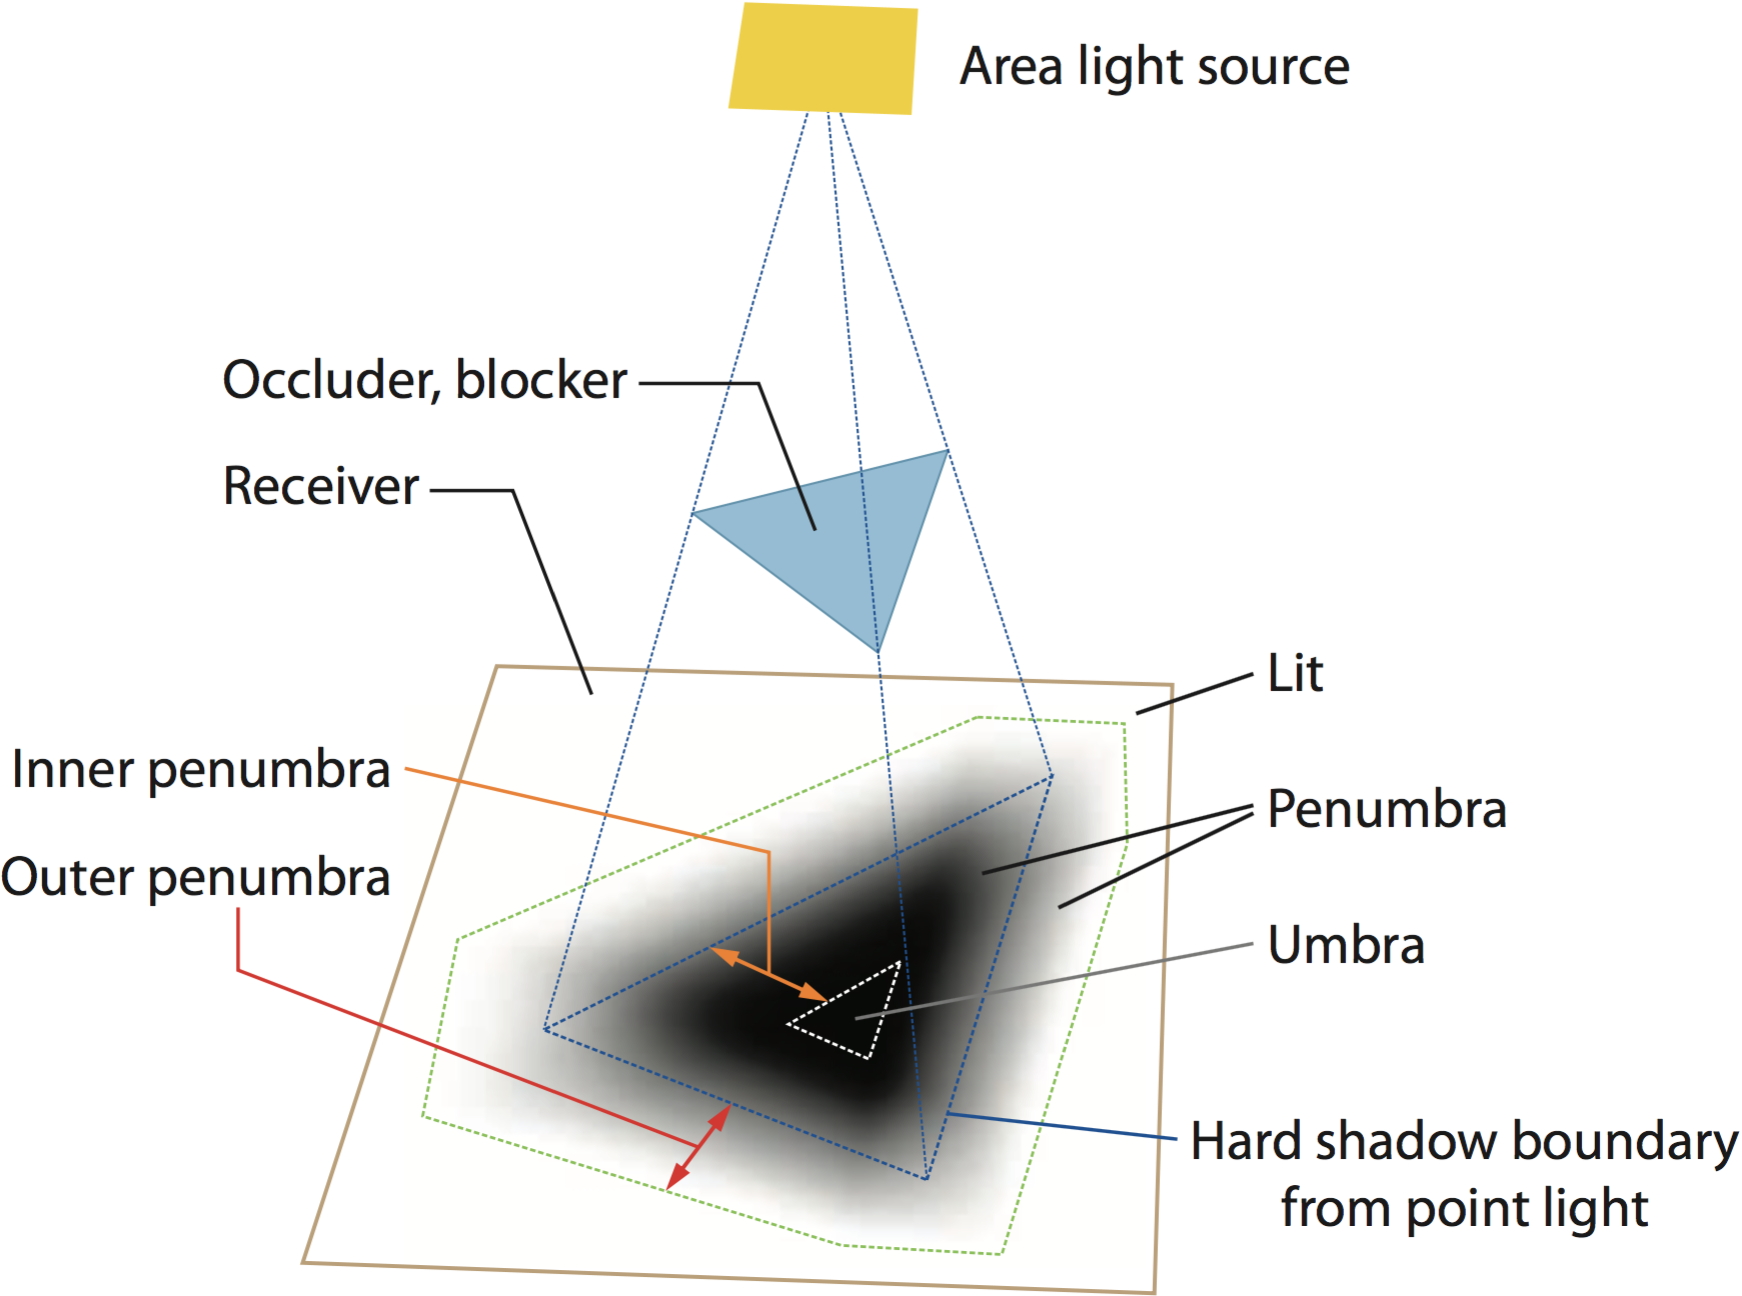 Area light source
Occluder, blocker
Receiver
Lit
Inner penumbra
Penumbra
Outer penumbra
Umbra
Hard shadow boundary
from point light